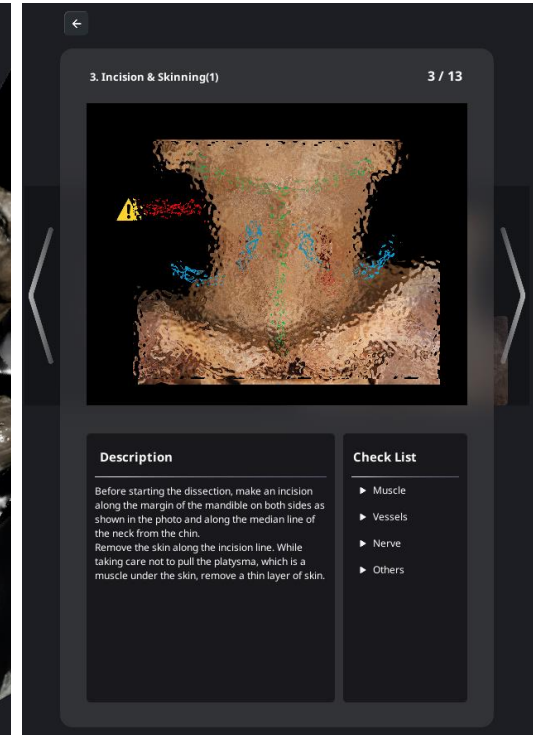 3. Incision & Skinning(1)
3 / 13
Description
Before starting the dissection, make an incision
along the margin of the mandible on both sides as
shown in the photo and along the median line of
the neck from the chin.
Remove the skin along the incision line. While
taking care not to pull the platysma, which is a
muscle under the skin, remove a thin layer of skin.
Check List
Muscle
Vessels
Nerve
Others